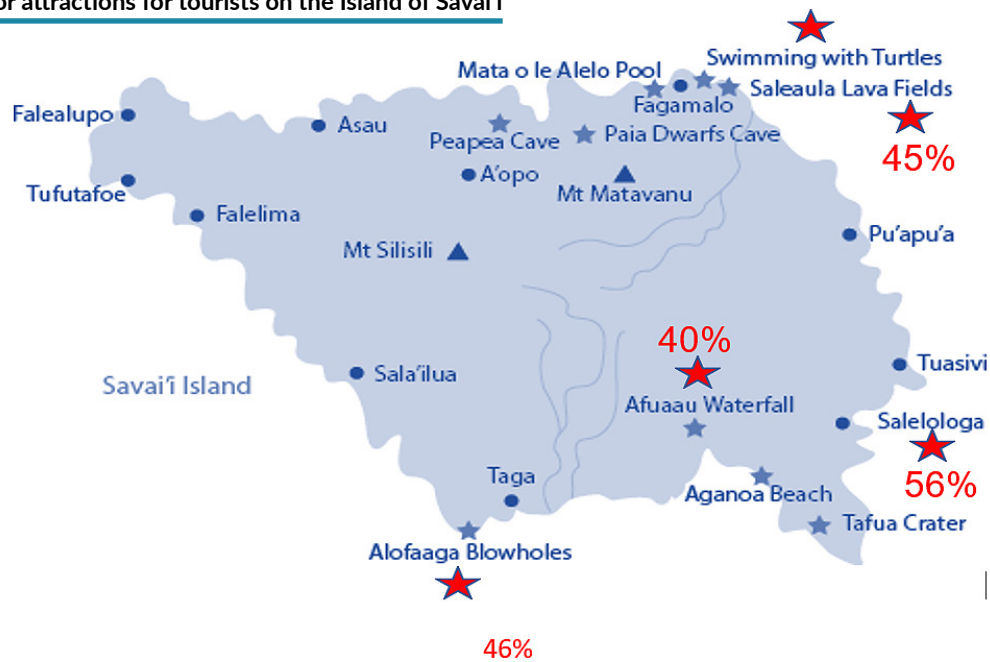 or attractions for tourists on the Island of Savai'i
Swimming with Turtles
Mata o le Alelo Pool
Saleaula Lava Fields
Fagamalo
Falealupo
Asau
Peapea Cave
Paia Dwarfs Cave
45%
A'opo
Mt Matavanu
Tufutafoe
Falelima
Pu'apu'a
Mt Silisili
40%
Tuasivi
Sala'ilua
Savai'i Island
Afuaau Waterfall
Salelologa
Taga
56%
Aganoa Beach
Tafua Crater
Alofaaga Blowholes
46%